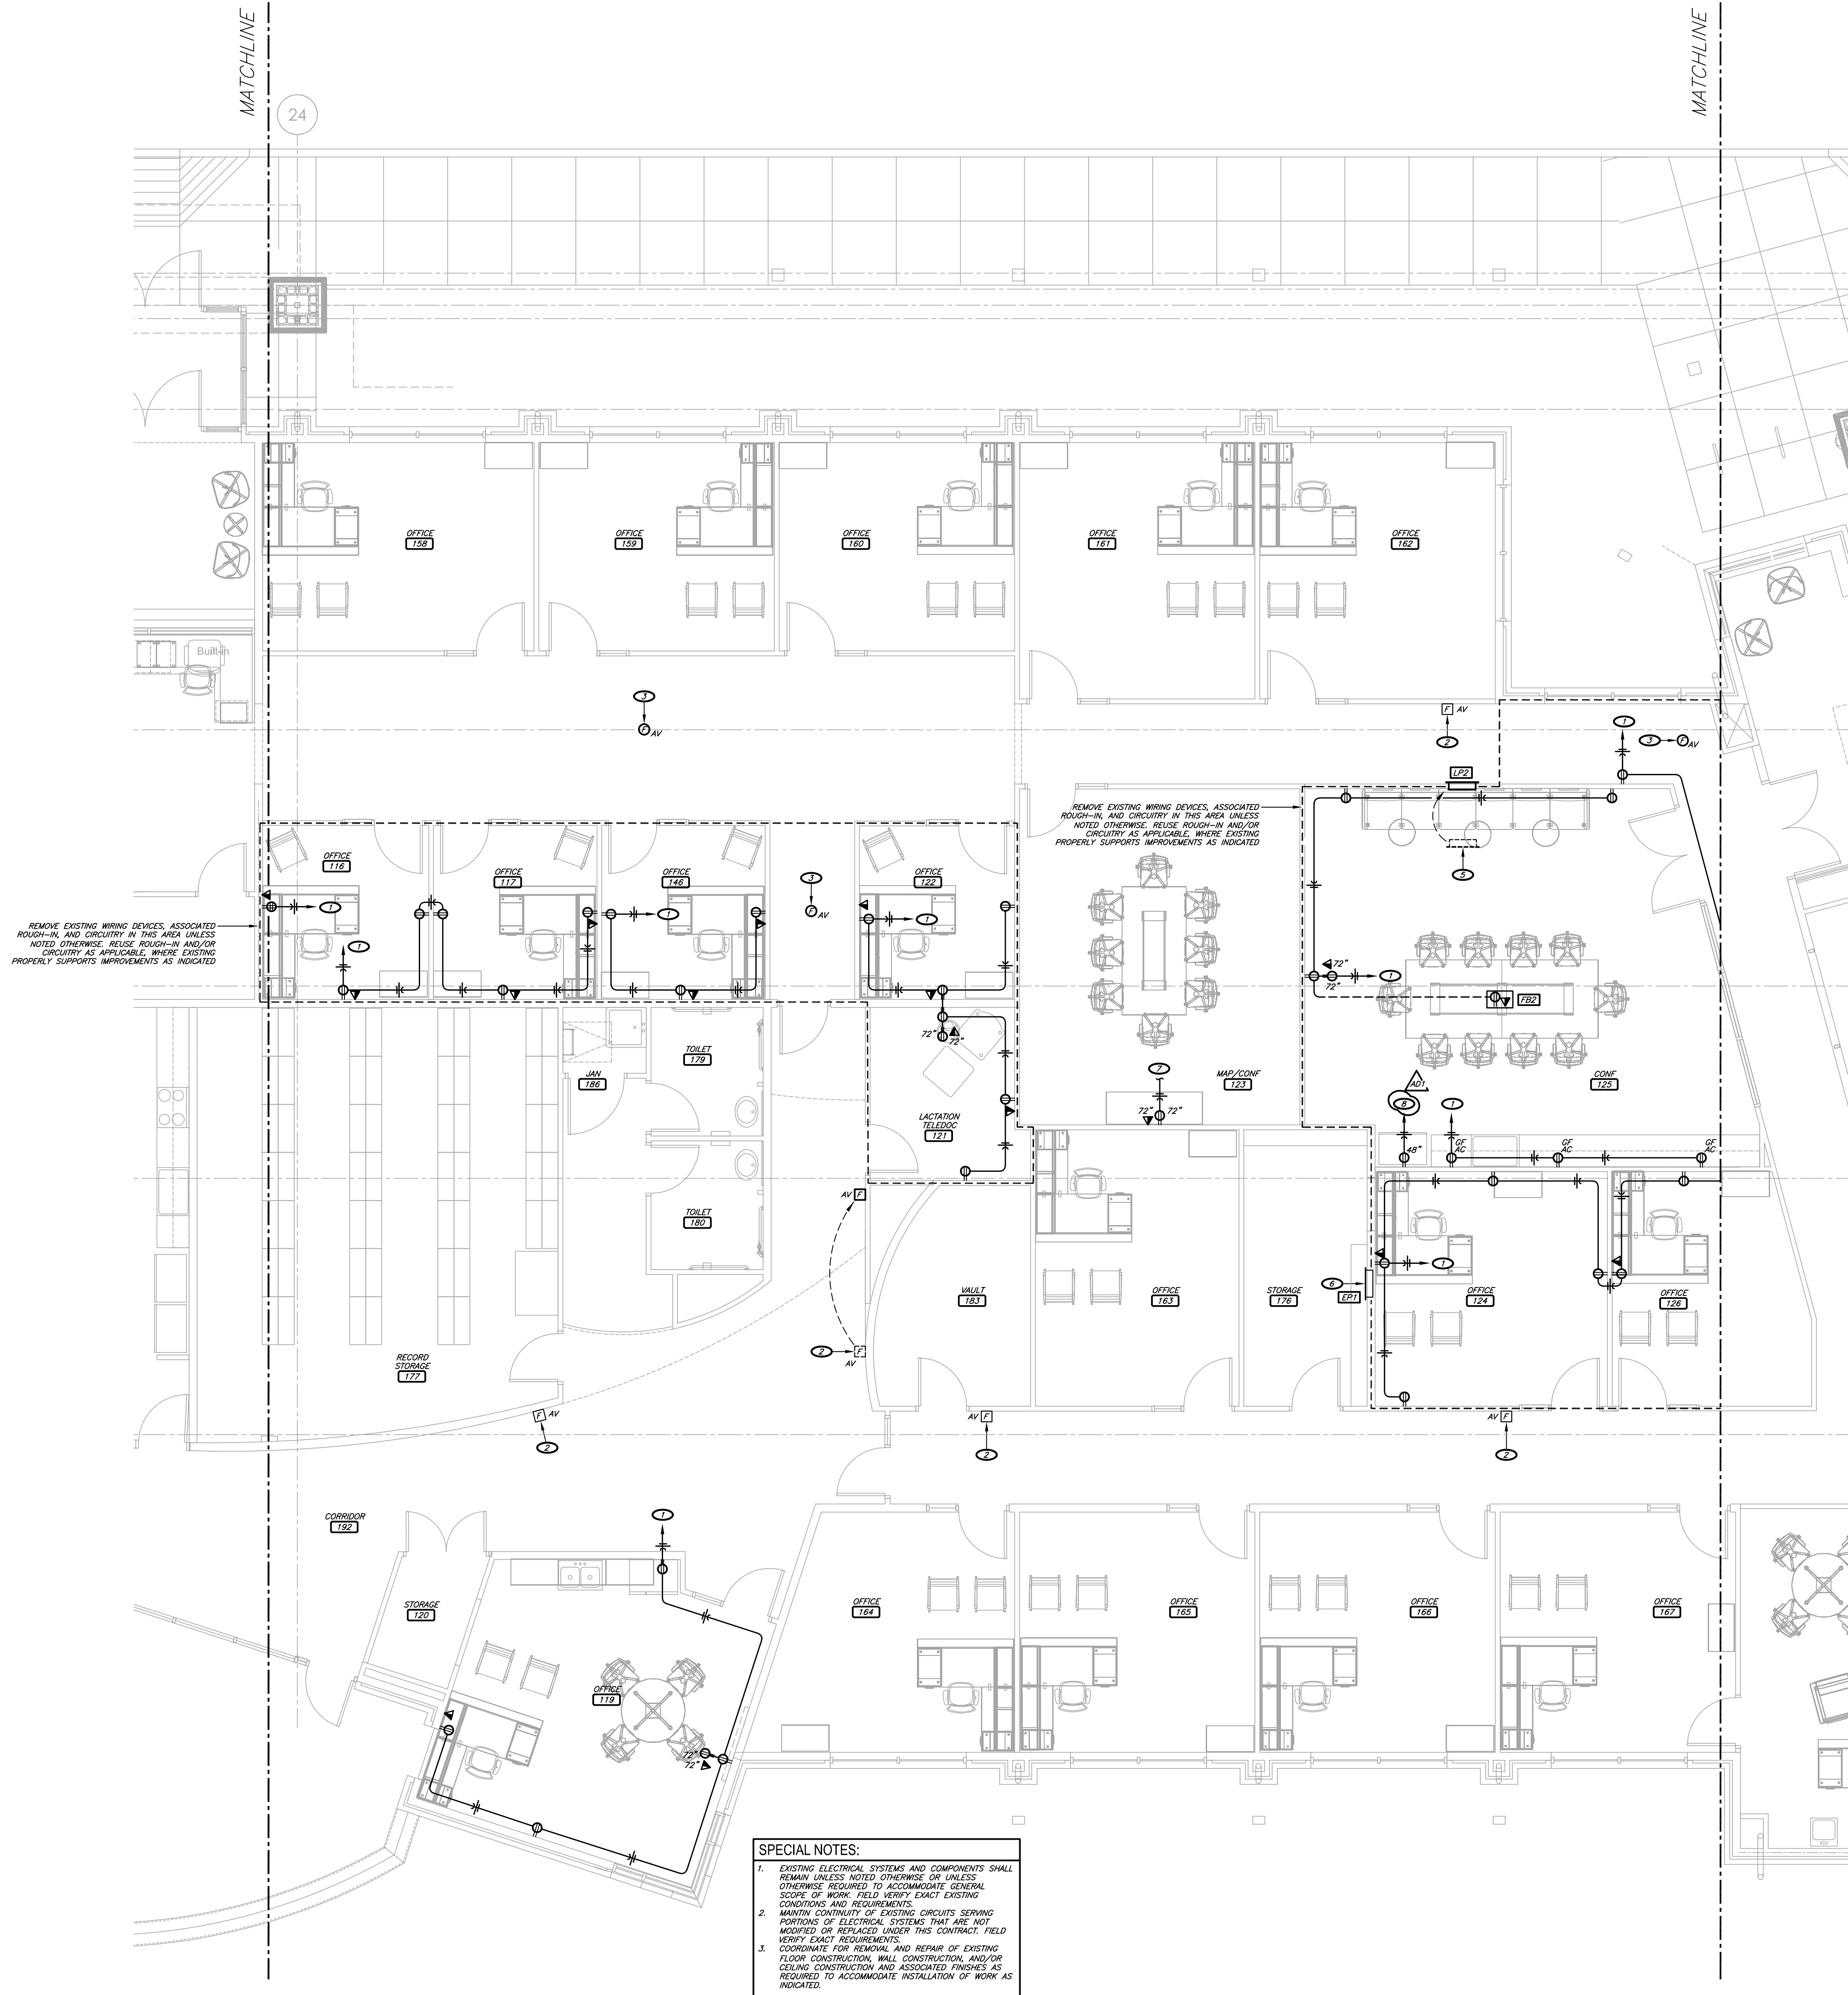 MATCHLINE
MATCHLINE
24
OFFICE
158
OFFICE
159
OFFICE
160
OFFICE
161
OFFICE
162
Built-in
3
F AV
F AV
2
1
3
F AV
LP2
REMOVE EXISTING WIRING DEVICES, ASSOCIATED
ROUGH-IN, AND CIRCUITRY IN THIS AREA UNLESS
NOTED OTHERWISE. REUSE ROUGH-IN AND/OR
CIRCUITRY AS APPLICABLE, WHERE EXISTING
PROPERLY SUPPORTS IMPROVEMENTS AS INDICATED
5
OFFICE
116
OFFICE
117
OFFICE
146
3
F AV
OFFICE
122
1
1
1
1
REMOVE EXISTING WIRING DEVICES, ASSOCIATED
ROUGH-IN, AND CIRCUITRY IN THIS AREA UNLESS
NOTED OTHERWISE. REUSE ROUGH-IN AND/OR
CIRCUITRY AS APPLICABLE, WHERE EXISTING
PROPERLY SUPPORTS IMPROVEMENTS AS INDICATED
72"
1
72"
FB2
72"
72"
TOILET
179
JAN
186
7
72" 72"
MAP/CONF
123
CONF
125
AD1
8
1
LACTATION
TELEDOC
121
48"
GF
AC
GF
AC
GF
AC
AV F
TOILET
180
1
6
EP1
VAULT
183
OFFICE
163
STORAGE
176
OFFICE
124
OFFICE
126
2
F
AV
RECORD
STORAGE
177
F AV
2
AV F
2
AV F
2
CORRIDOR
192
1
STORAGE
120
OFFICE
164
OFFICE
165
OFFICE
166
OFFICE
167
OFFICE
119
72"
72"
SPECIAL NOTES:
1. EXISTING ELECTRICAL SYSTEMS AND COMPONENTS SHALL
REMAIN UNLESS NOTED OTHERWISE OR UNLESS
OTHERWISE REQUIRED TO ACCOMMODATE GENERAL
SCOPE OF WORK. FIELD VERIFY EXACT EXISTING
CONDITIONS AND REQUIREMENTS.
2. MAINTIN CONTINUITY OF EXISTING CIRCUITS SERVING
PORTIONS OF ELECTRICAL SYSTEMS THAT ARE NOT
MODIFIED OR REPLACED UNDER THIS CONTRACT. FIELD
VERIFY EXACT REQUIREMENTS.
3. COORDINATE FOR REMOVAL AND REPAIR OF EXISTING
FLOOR CONSTRUCTION, WALL CONSTRUCTION, AND/OR
CEILING CONSTRUCTION AND ASSOCIATED FINISHES AS
REQUIRED TO ACCOMMODATE INSTALLATION OF WORK AS
INDICATED.